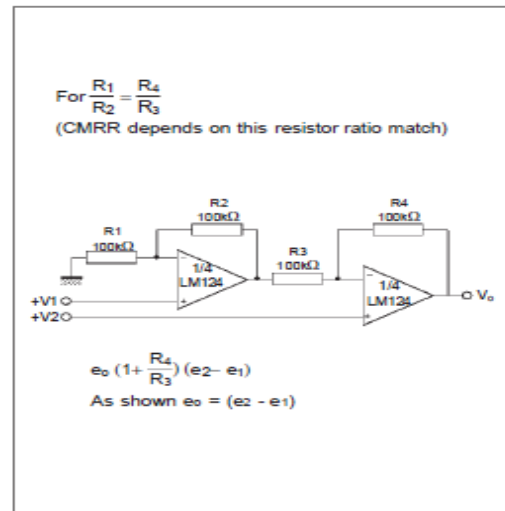 For R1/R2 = R4/R3
(CMRR depends on this resistor ratio match)
R2
100kΩ
R4
100kΩ
R1
100kΩ
R3
100kΩ
-
1/4
LM124
+
-
1/4
LM124
+
+V1
+V2
Vo
eo (1+ R4/R3) (e2– e1)
As shown eo = (e2 - e1)